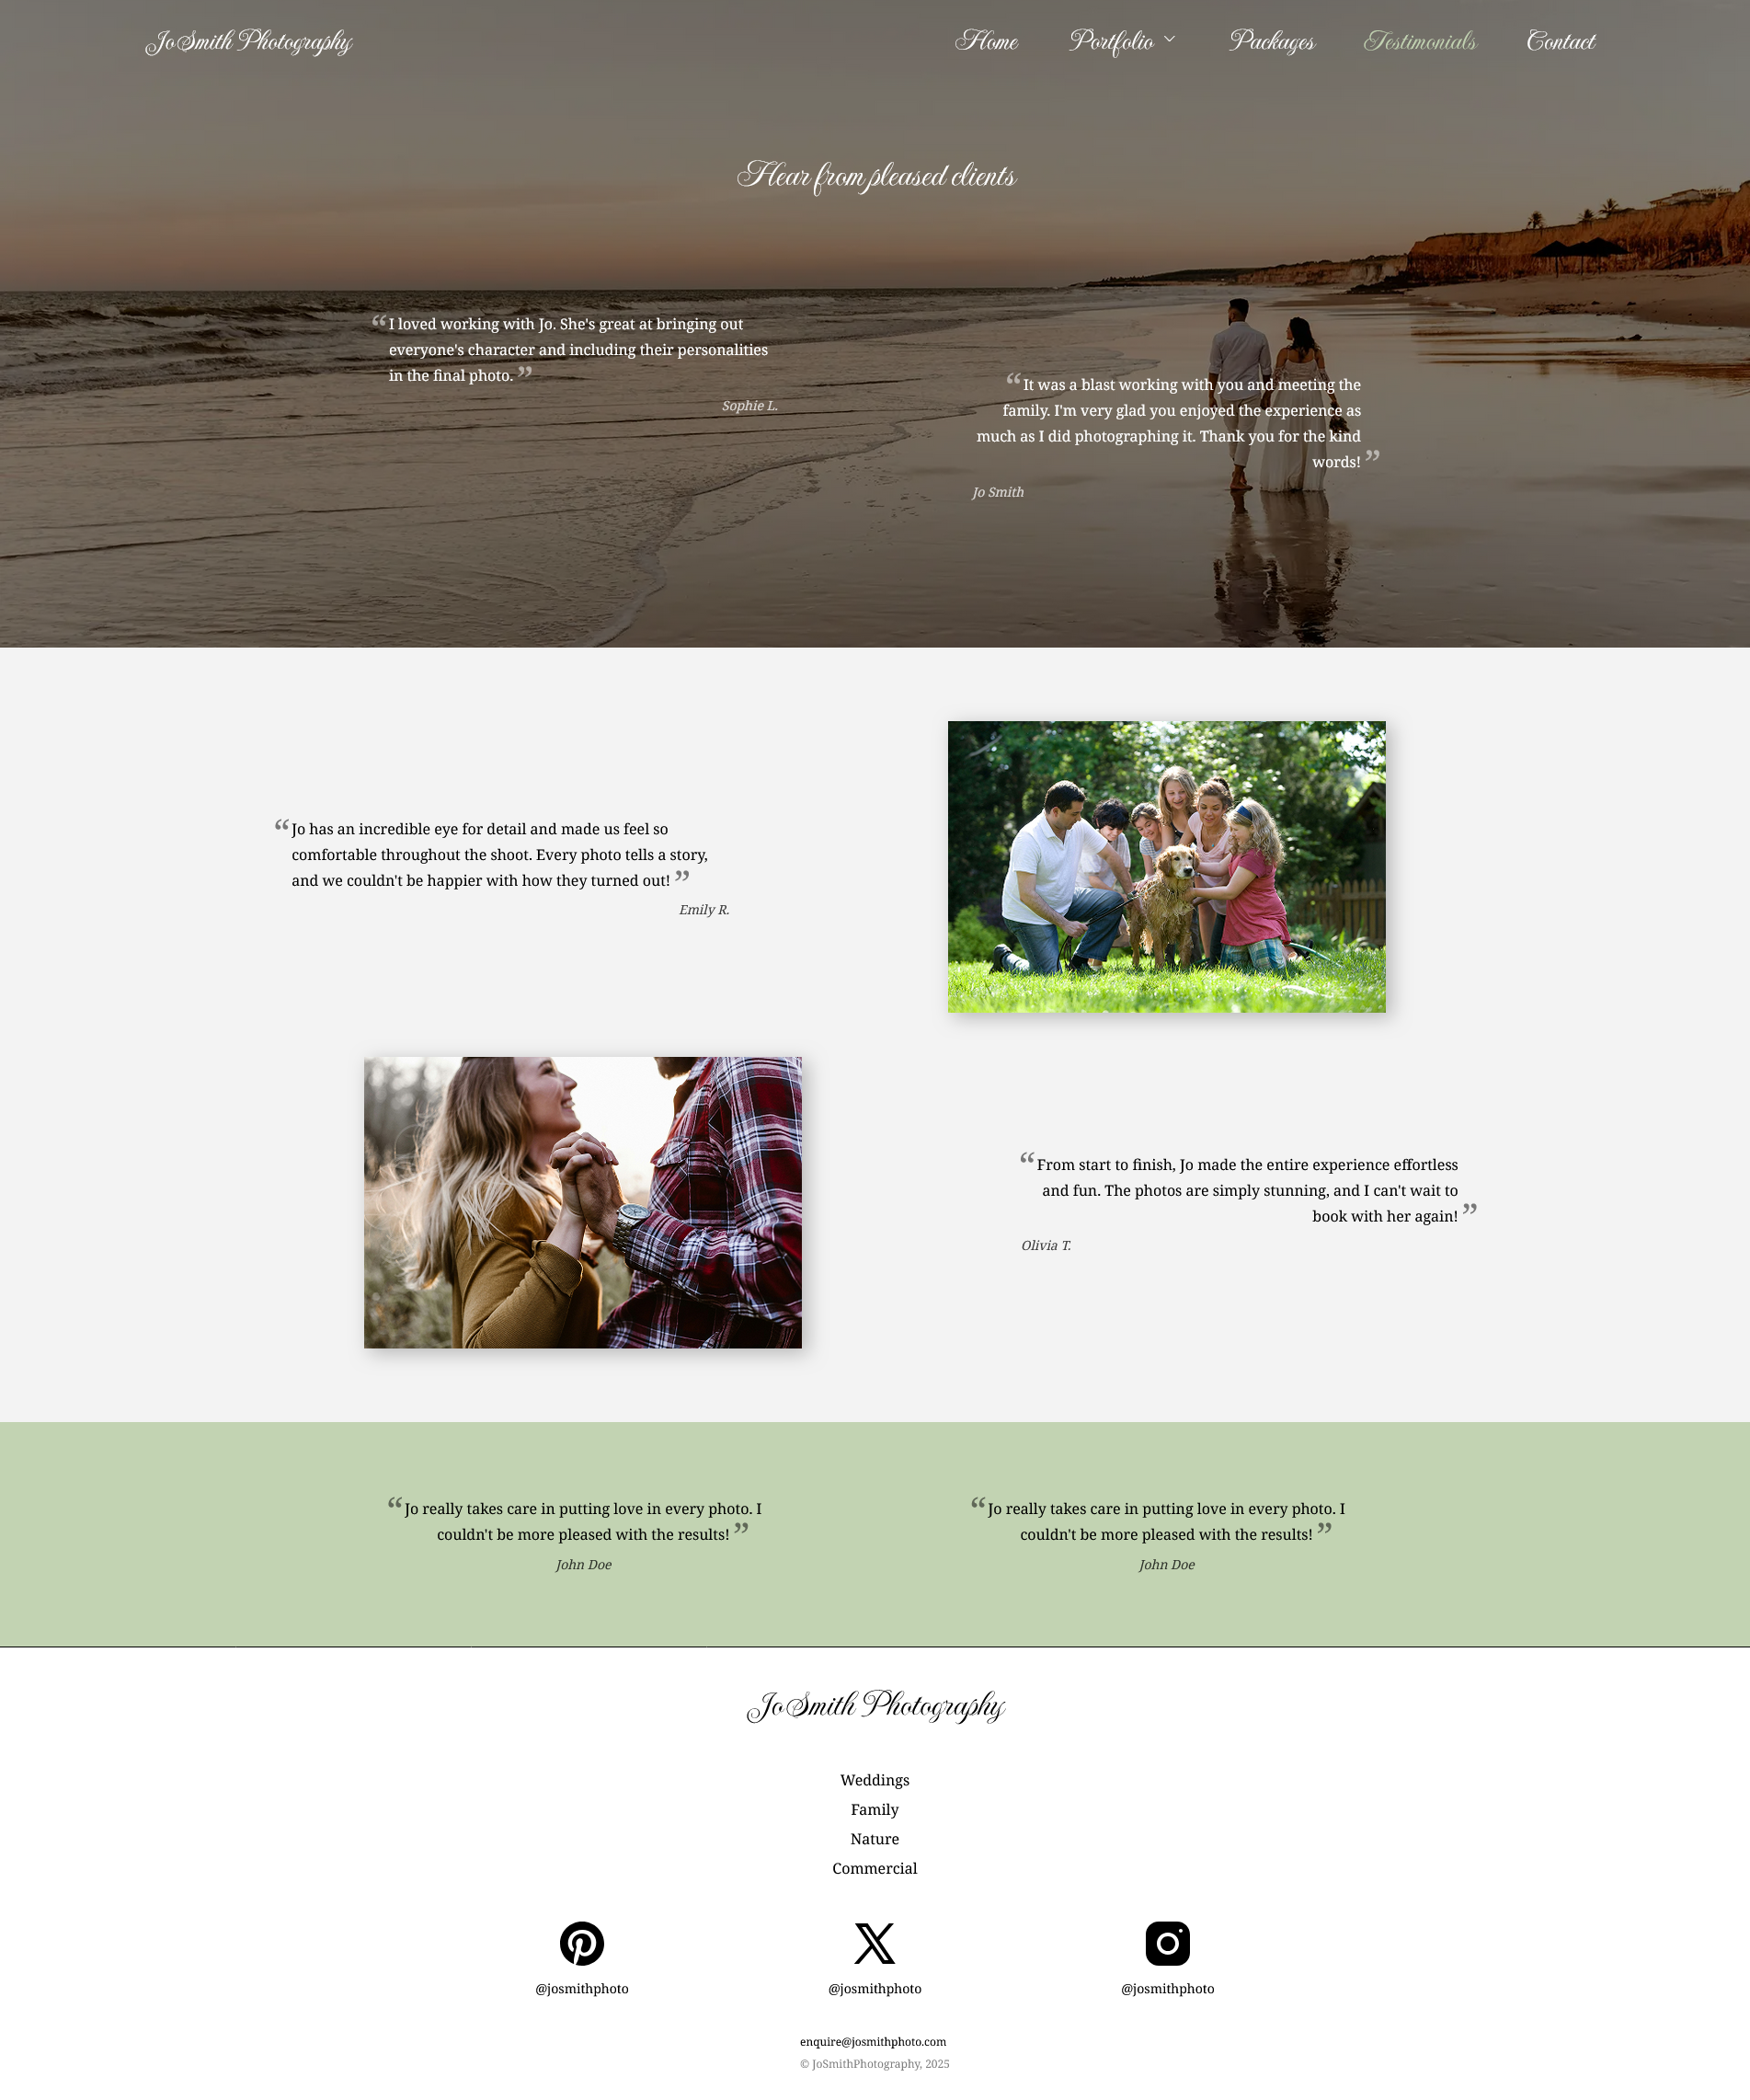 Jo Smith Photography
Home Portfolio Packages Testimonials Contact
Hear from pleased clients
“I loved working with Jo. She's great at bringing out
everyone's character and including their personalities
in the final photo. ”
Sophie L.
“It was a blast working with you and meeting the
family. I'm very glad you enjoyed the experience as
much as I did photographing it. Thank you for the kind
words! ”
Jo Smith
“Jo has an incredible eye for detail and made us feel so
comfortable throughout the shoot. Every photo tells a story,
and we couldn't be happier with how they turned out! ”
Emily R.
“From start to finish, Jo made the entire experience effortless
and fun. The photos are simply stunning, and I can't wait to
book with her again! ”
Olivia T.
“Jo really takes care in putting love in every photo. I
couldn't be more pleased with the results! ”
John Doe
“Jo really takes care in putting love in every photo. I
couldn't be more pleased with the results! ”
John Doe
Jo Smith Photography
Weddings
Family
Nature
Commercial
@josmithphoto @josmithphoto @josmithphoto
enquire@josmithphoto.com
© JoSmithPhotography, 2025